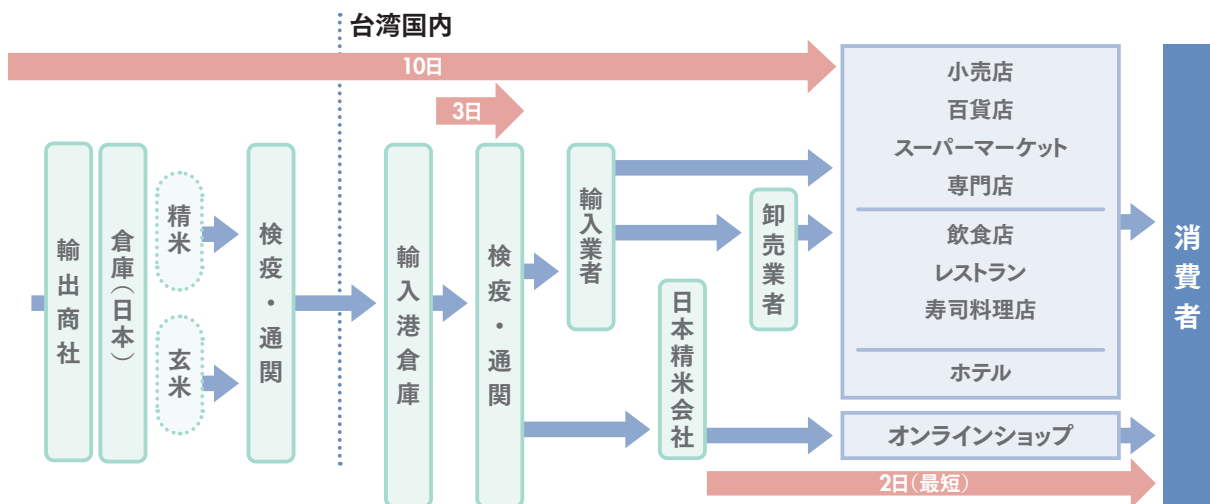 台湾国内
10日
3日
輸出商社
倉庫(日本)
精米
玄米
検疫・通関
輸入港倉庫
検疫・通関
輸入業者
日本精米会社
卸売業者
小売店
百貨店
スーパーマーケット
専門店
飲食店
レストラン
寿司料理店
ホテル
オンラインショップ
2日(最短)
消費者